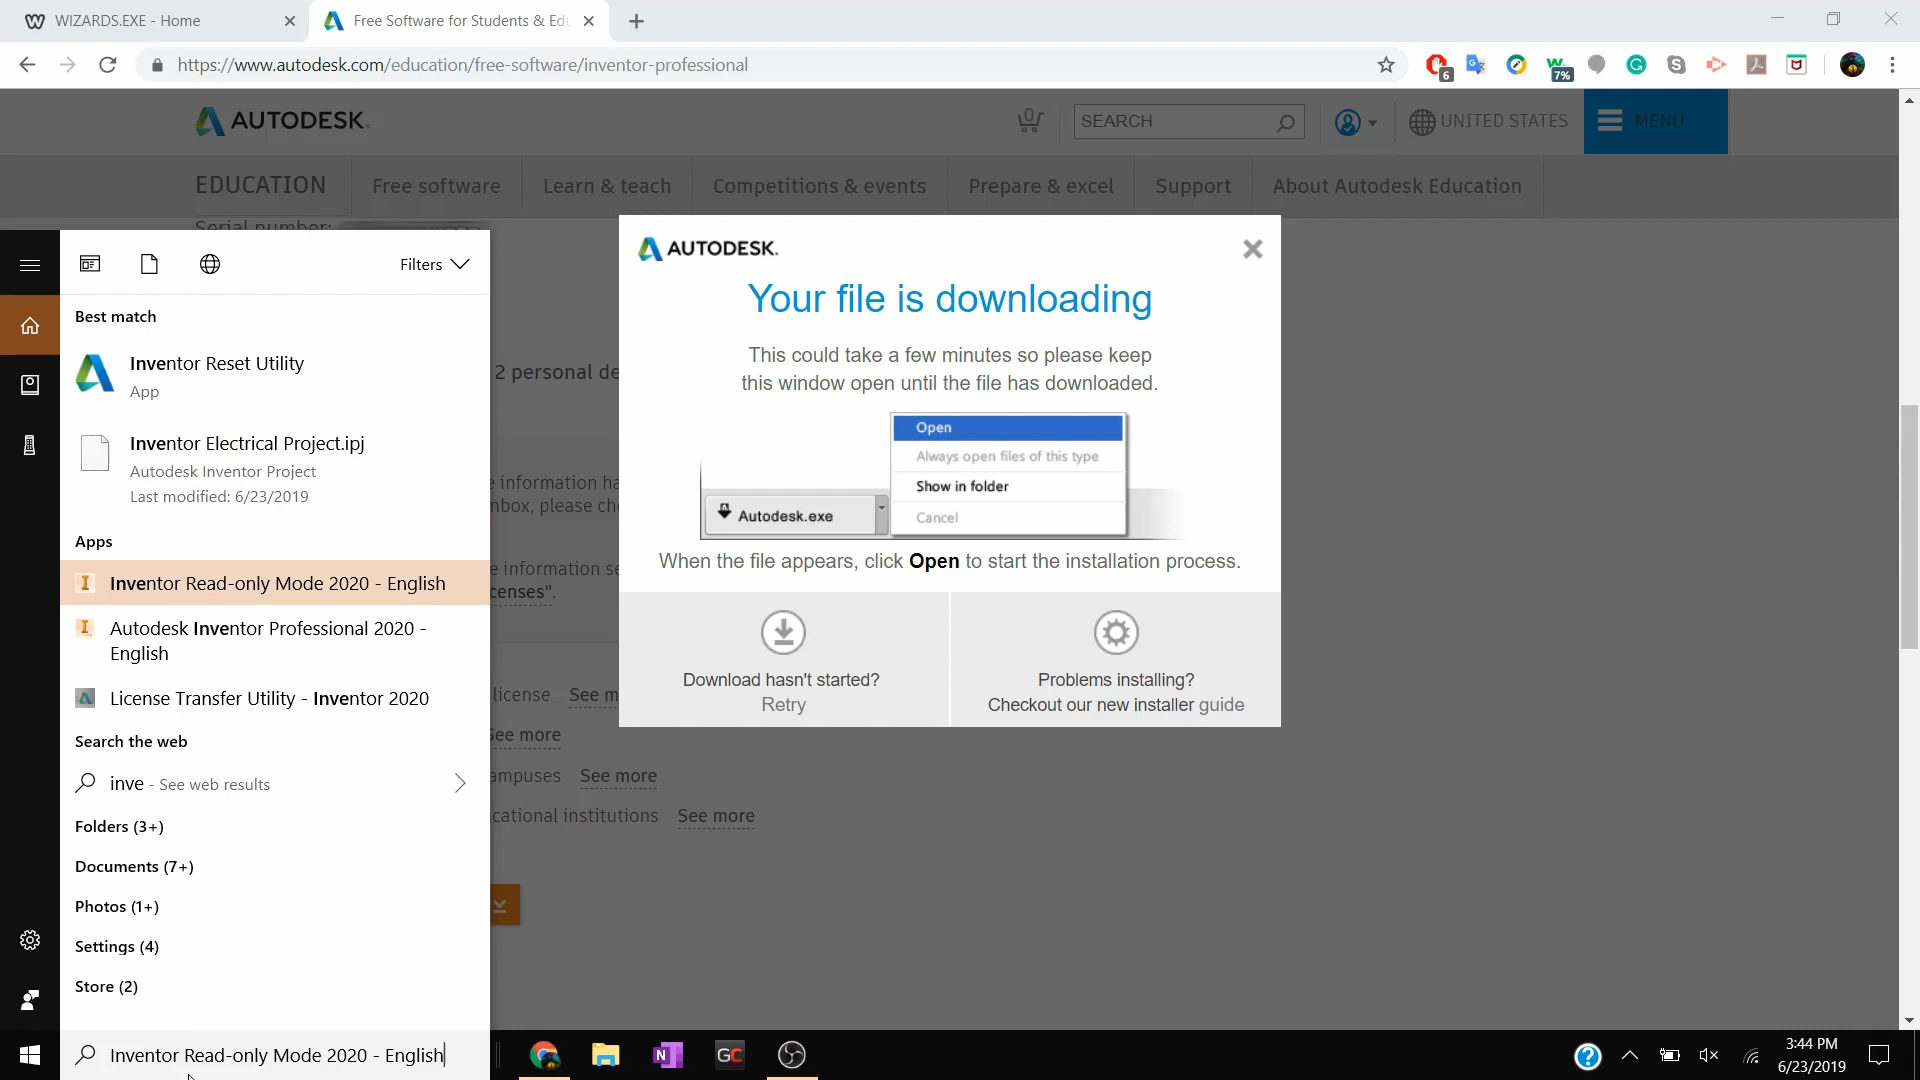 WIZARDS.EXE - Home
Free Software for Students & Edu
https://www.autodesk.com/education/free-software/inventor-professional
6
7%
AUTODESK.
0
SEARCH
UNITED STATES
MENU
EDUCATION
Free software
Learn & teach
Competitions & events
Prepare & excel
Support
About Autodesk Education
Serial number:
Filters
Best match
Inventor Reset Utility
App
Inventor Electrical Project.ipj
Autodesk Inventor Project
Last modified: 6/23/2019
Apps
Inventor Read-only Mode 2020 - English
Autodesk Inventor Professional 2020 -
English
License Transfer Utility - Inventor 2020
Search the web
inve - See web results
Folders (3+)
Documents (7+)
Photos (1+)
Settings (4)
Store (2)
Inventor Read-only Mode 2020 - English
2 personal de
e information ha
nbox, please che
e information se
censes".
license See m
See more
ampuses See more
cational institutions See more
AUTODESK.
Your file is downloading
This could take a few minutes so please keep
this window open until the file has downloaded.
Open
Always open files of this type
Show in folder
Cancel
Autodesk.exe
When the file appears, click Open to start the installation process.
Download hasn't started?
Retry
Problems installing?
Checkout our new installer guide
N
GC
3:44 PM
6/23/2019